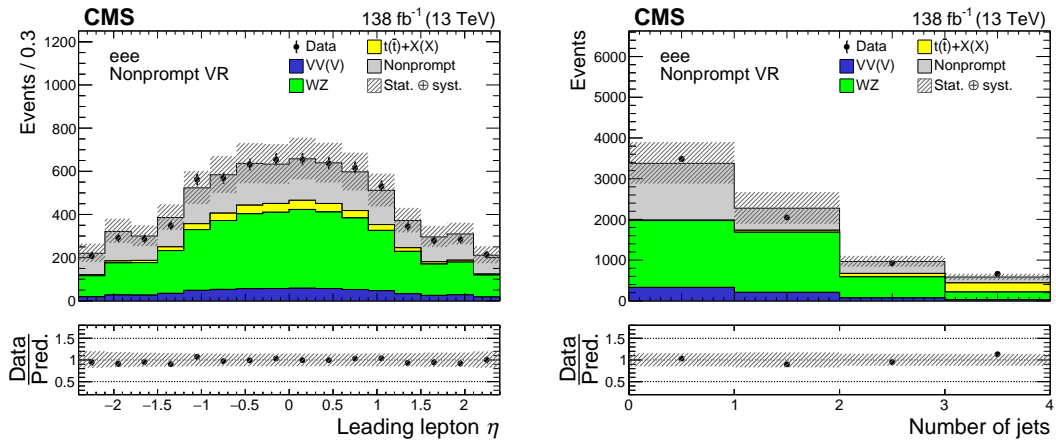 CMS 138 fb⁻¹ (13 TeV)
Events / 0.3
1200
1000
800
600
400
200
0
eee
Nonprompt VR
Data
t(t̄)+X(X)
VV(V)
Nonprompt
WZ
Stat. ⊕ syst.
Data
Pred.
1.5
1
0.5
−2 −1.5 −1 −0.5 0 0.5 1 1.5 2
Leading lepton η
CMS 138 fb⁻¹ (13 TeV)
Events
6000
5000
4000
3000
2000
1000
0
eee
Nonprompt VR
Data
t(t̄)+X(X)
VV(V)
Nonprompt
WZ
Stat. ⊕ syst.
Data
Pred.
1.5
1
0.5
0 1 2 3 4
Number of jets